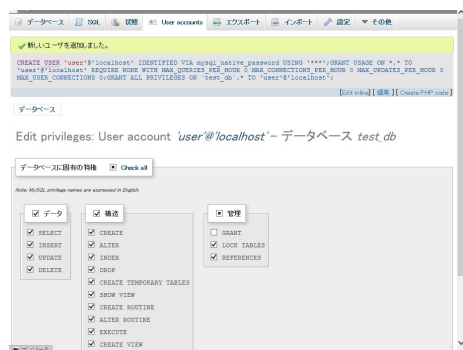 データベース SQL 状態 User accounts エクスポート インポート 設定 その他
新しいユーザを追加しました。
CREATE USER 'user'@'localhost' IDENTIFIED VIA mysql_native_password USING '***';GRANT USAGE ON *.* TO
'user'@'localhost' REQUIRE NONE WITH MAX_QUERIES_PER_HOUR 0 MAX_CONNECTIONS_PER_HOUR 0 MAX_UPDATES_PER_HOUR 0
MAX_USER_CONNECTIONS 0;GRANT ALL PRIVILEGES ON `test_db`.* TO 'user'@'localhost';
[Edit inline] [ 編集 ] [ Create PHP code ]
データベース
Edit privileges: User account 'user'@'localhost' - データベース test_db
データベースに固有の特権 Check all
Note: MySQL privilege names are expressed in English.
データ
SELECT
INSERT
UPDATE
DELETE
構造
CREATE
ALTER
INDEX
DROP
CREATE TEMPORARY TABLES
SHOW VIEW
CREATE ROUTINE
ALTER ROUTINE
EXECUTE
CREATE VIEW
管理
GRANT
LOCK TABLES
REFERENCES